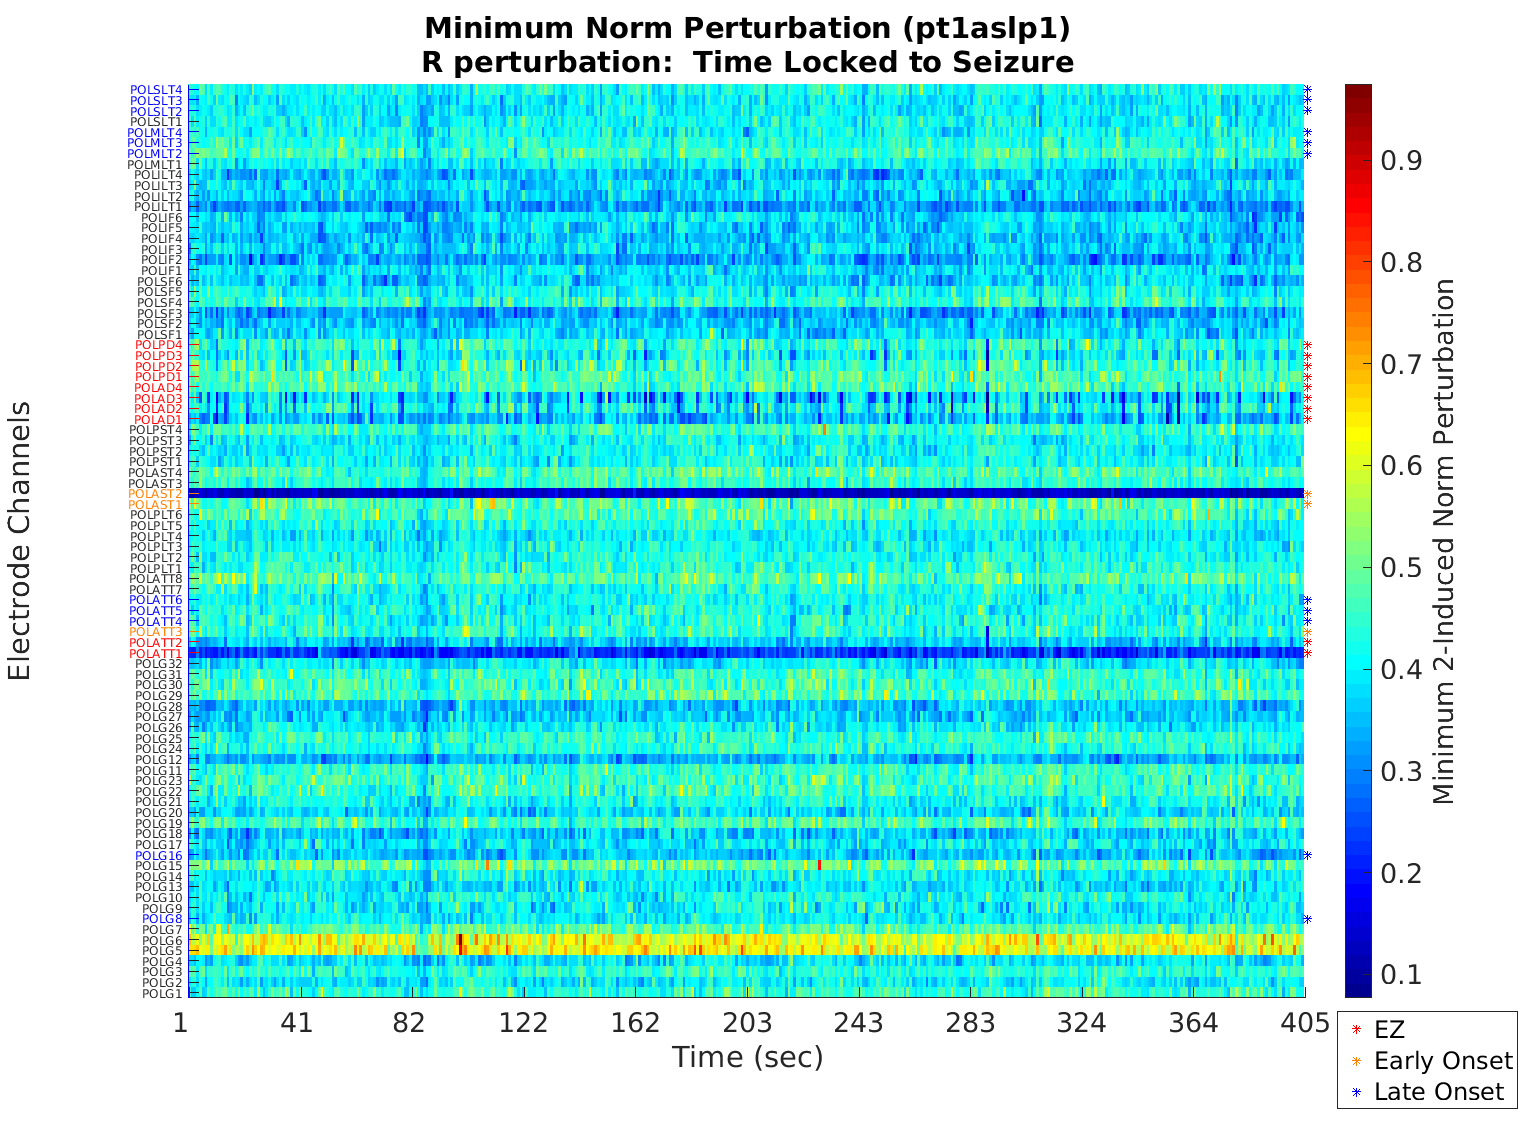 Minimum Norm Perturbation (pt1aslp1)
R perturbation:  Time Locked to Seizure
Electrode Channels
POLSLT4
POLSLT3
POLSLT2
POLSLT1
POLMLT4
POLMLT3
POLMLT2
POLMLT1
POLILT4
POLILT3
POLILT2
POLILT1
POLIF6
POLIF5
POLIF4
POLIF3
POLIF2
POLIF1
POLSF6
POLSF5
POLSF4
POLSF3
POLSF2
POLSF1
POLPD4
POLPD3
POLPD2
POLPD1
POLAD4
POLAD3
POLAD2
POLAD1
POLPST4
POLPST3
POLPST2
POLPST1
POLAST4
POLAST3
POLAST2
POLAST1
POLPLT6
POLPLT5
POLPLT4
POLPLT3
POLPLT2
POLPLT1
POLATT8
POLATT7
POLATT6
POLATT5
POLATT4
POLATT3
POLATT2
POLATT1
POLG32
POLG31
POLG30
POLG29
POLG28
POLG27
POLG26
POLG25
POLG24
POLG12
POLG11
POLG23
POLG22
POLG21
POLG20
POLG19
POLG18
POLG17
POLG16
POLG15
POLG14
POLG13
POLG10
POLG9
POLG8
POLG7
POLG6
POLG5
POLG4
POLG3
POLG2
POLG1
1 41 82 122 162 203 243 283 324 364 405
Time (sec)
0.9
0.8
0.7
0.6
0.5
0.4
0.3
0.2
0.1
Minimum 2-Induced Norm Perturbation
EZ
Early Onset
Late Onset